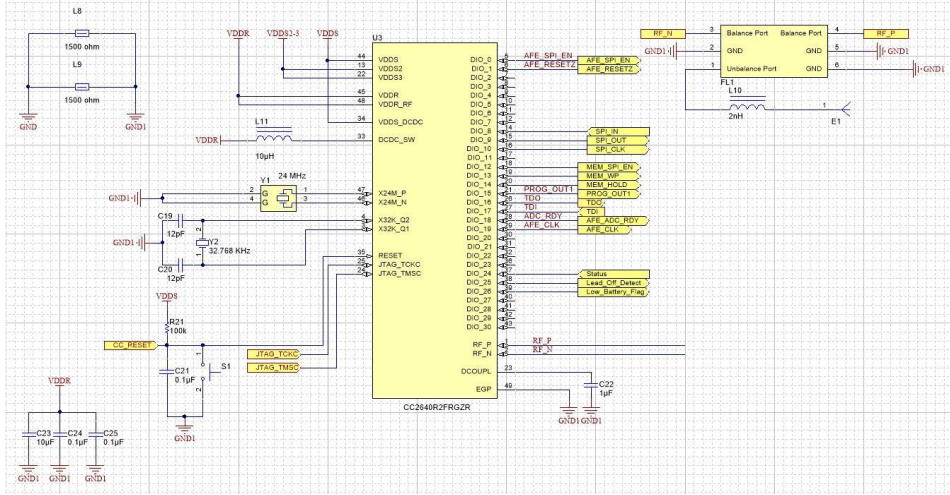 L8
1500 ohm
L9
1500 ohm
GND
GND1
VDDR
VDDS2-3
VDDS
U3
44
VDDS
13
VDDS2
22
VDDS3
45
VDDR
48
VDDR_RF
34
VDDS_DCDC
33
DCDC_SW
VDDR
L11
10µH
Y1
24 MHz
GND1
2
G
1
4
G
3
47
X24M_P
46
X24M_N
C19
12pF
GND1
2
Y2
1
32.768 KHz
C20
12pF
X32K_Q2
X32K_Q1
35
RESET
25
JTAG_TCKC
24
JTAG_TMSC
VDDS
R21
100k
CC_RESET
C21
0.1µF
1
S1
2
GND1
JTAG_TCKC
JTAG_TMSC
VDDR
C23
10µF
C24
0.1µF
C25
0.1µF
GND1
GND1
GND1
DIO_0
AFE_SPI_EN
AFE_SPI_EN
DIO_1
AFE_RESETZ
AFE_RESETZ
DIO_2
DIO_3
DIO_4
DIO_5
DIO_6
DIO_7
DIO_8
SPI_IN
DIO_9
SPI_OUT
DIO_10
SPI_CLK
DIO_11
DIO_12
MEM_SPI_EN
DIO_13
MEM_WP
DIO_14
MEM_HOLD
DIO_15
PROG_OUT1
PROG_OUT1
DIO_16
TDO
TDO
DIO_17
TDI
TDI
DIO_18
ADC_RDY
AFE_ADC_RDY
DIO_19
AFE_CLK
AFE_CLK
DIO_20
DIO_21
DIO_22
DIO_23
DIO_24
Status
DIO_25
Lead_Off_Detect
DIO_26
Low_Battery_Flag
DIO_27
DIO_28
DIO_29
DIO_30
RF_P
RF_P
RF_N
RF_N
DCOUPL
23
C22
1µF
EGP
49
GND1
GND1
CC2640R2FRGZR
RF_N
3
Balance Port
Balance Port
4
RF_P
GND1
2
GND
GND
5
GND1
1
Unbalance Port
GND
6
GND1
FL1
L10
2nH
1
E1